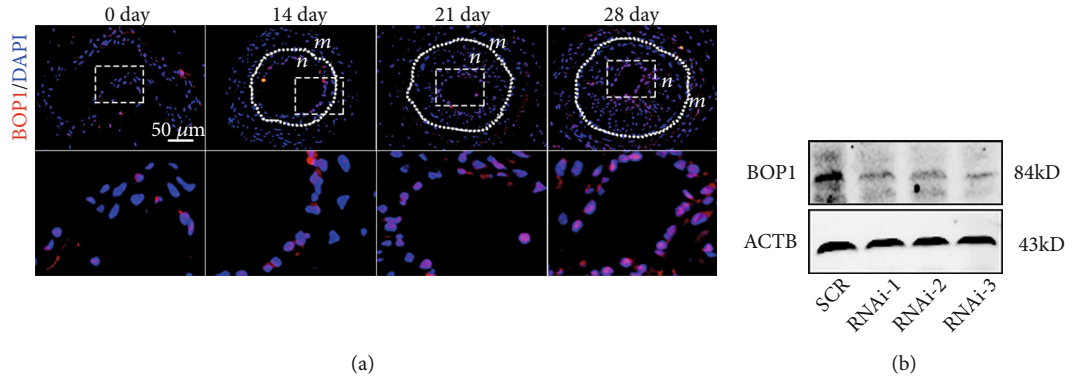 0 day 14 day 21 day 28 day
BOP1/DAPI
50 μm
m
n
m
n
n
m
(a)
BOP1 84kD
ACTB 43kD
SCR RNAi-1 RNAi-2 RNAi-3
(b)